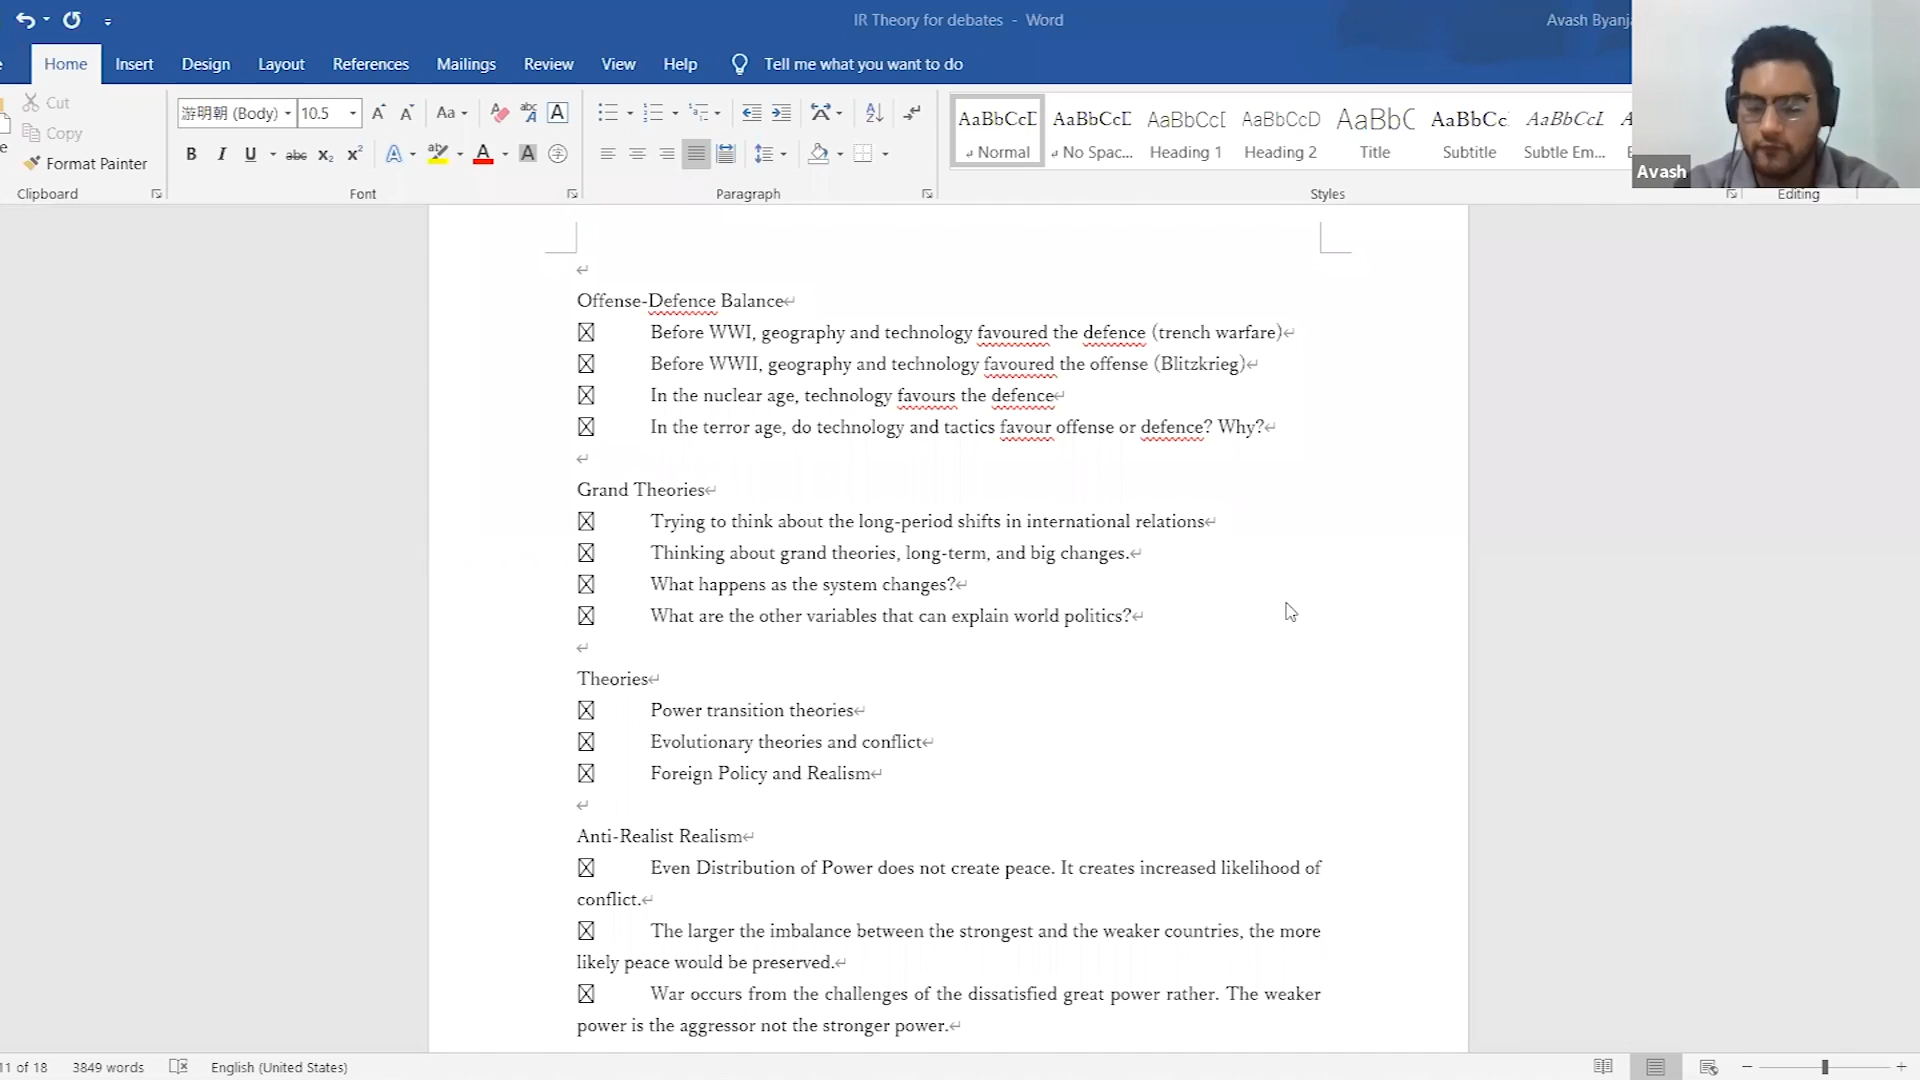 IR Theory for debates - Word
Avash
Home Insert Design Layout References Mailings Review View Help Tell me what you want to do
Cut
Copy
Format Painter
Clipboard
游明朝 (Body) 10.5
Font
Paragraph
AaBbCcD AaBbCcD AaBbCcD AaBbCcD AaBbC AaBbCc AaBbCcL
Normal No Spac... Heading 1 Heading 2 Title Subtitle Subtle Em...
Styles
Editing
Avash
Offense-Defence Balance
Before WWI, geography and technology favoured the defence (trench warfare)
Before WWII, geography and technology favoured the offense (Blitzkrieg)
In the nuclear age, technology favours the defence
In the terror age, do technology and tactics favour offense or defence? Why?
Grand Theories
Trying to think about the long-period shifts in international relations
Thinking about grand theories, long-term, and big changes.
What happens as the system changes?
What are the other variables that can explain world politics?
Theories
Power transition theories
Evolutionary theories and conflict
Foreign Policy and Realism
Anti-Realist Realism
Even Distribution of Power does not create peace. It creates increased likelihood of
conflict.
The larger the imbalance between the strongest and the weaker countries, the more
likely peace would be preserved.
War occurs from the challenges of the dissatisfied great power rather. The weaker
power is the aggressor not the stronger power.
11 of 18 3849 words English (United States)